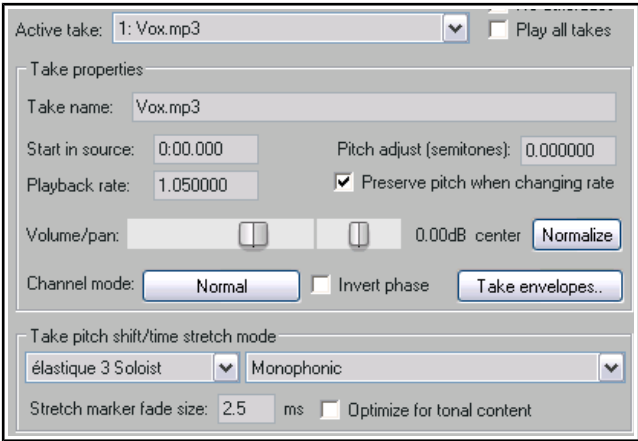 Active take: 1: Vox.mp3 Play all takes
Take properties
Take name: Vox.mp3
Start in source: 0:00.000 Pitch adjust (semitones): 0.000000
Playback rate: 1.050000 Preserve pitch when changing rate
Volume/pan: 0.00dB center Normalize
Channel mode: Normal Invert phase Take envelopes..
Take pitch shift/time stretch mode
élastique 3 Soloist Monophonic
Stretch marker fade size: 2.5 ms Optimize for tonal content